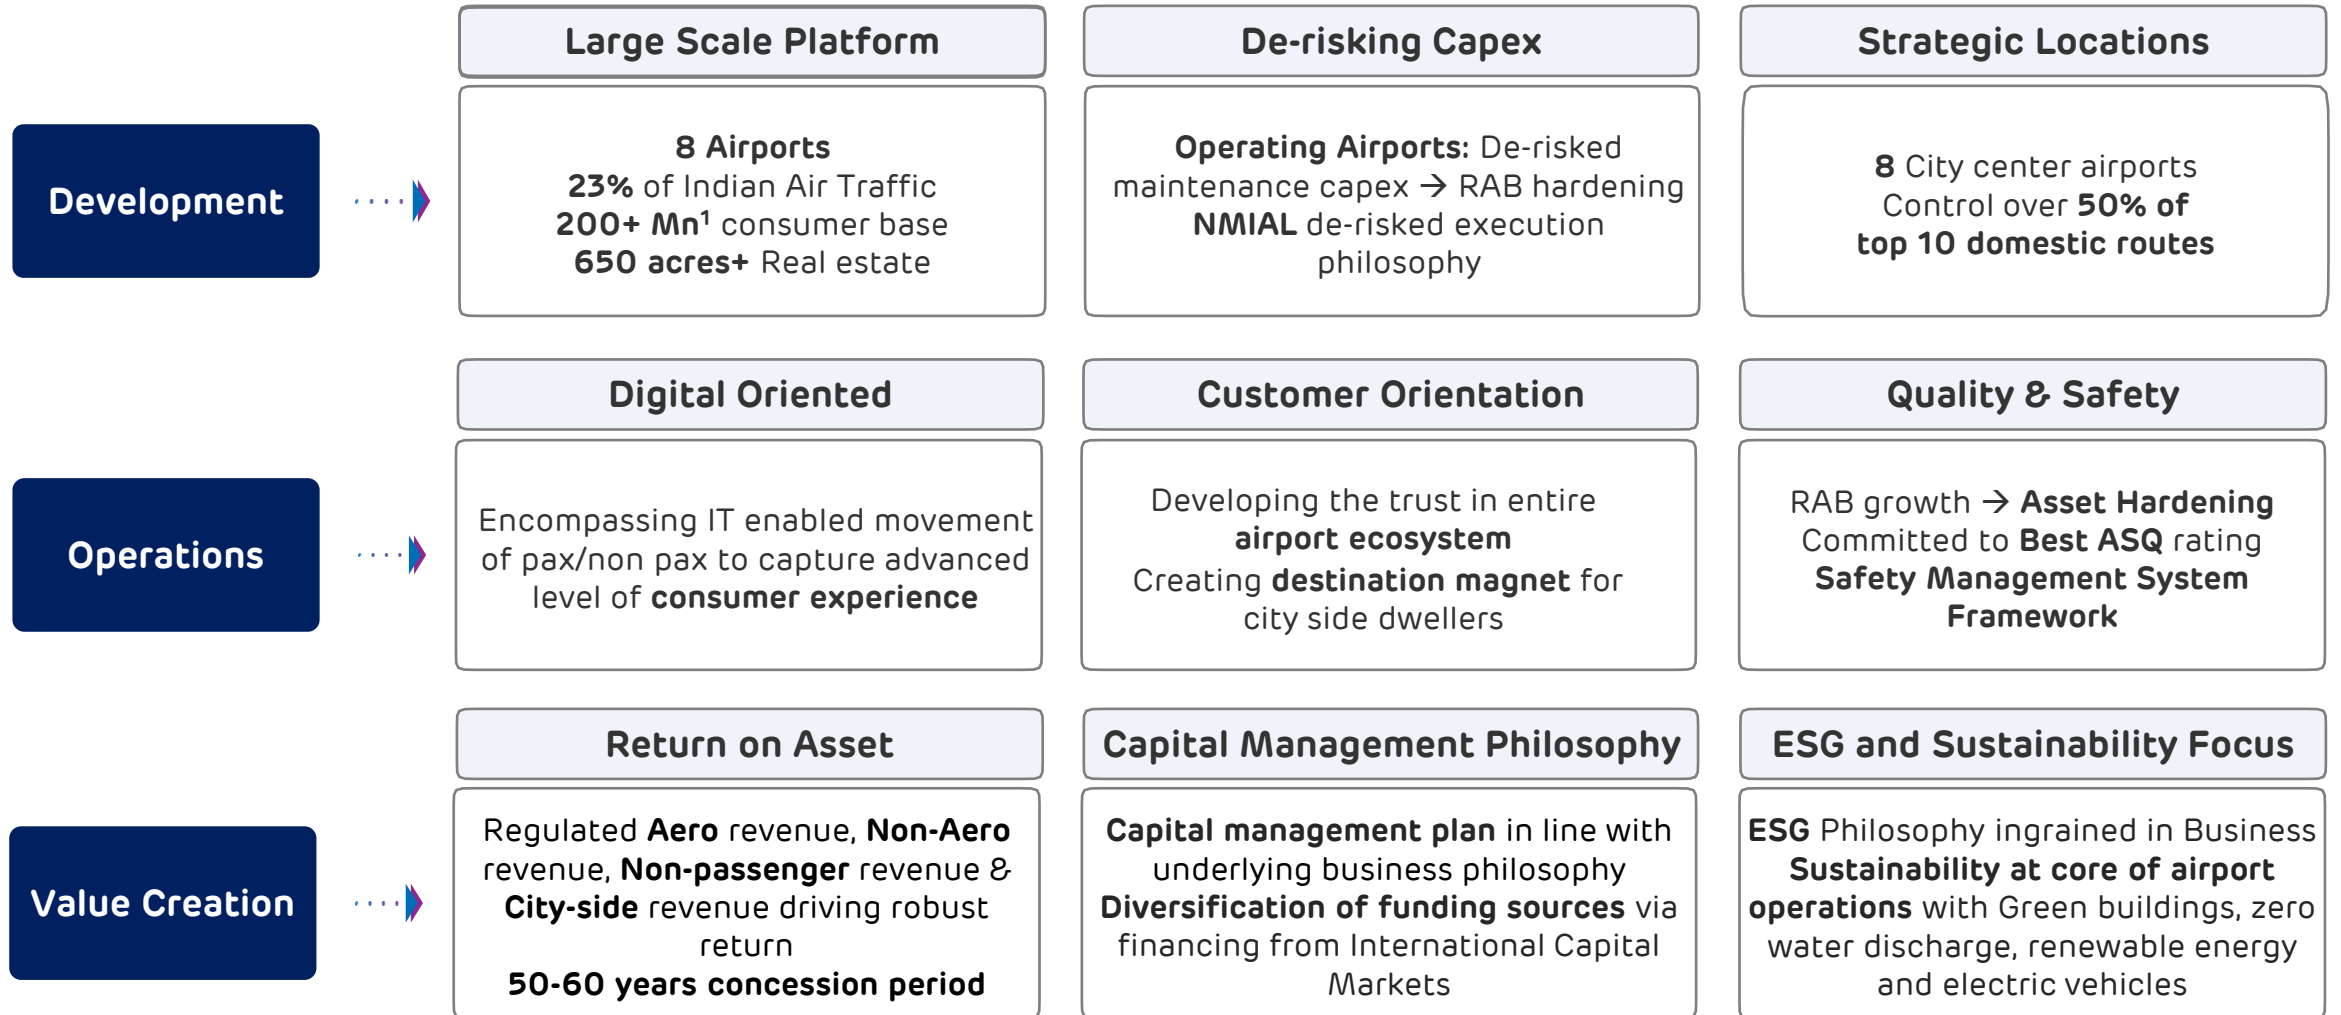 Large Scale Platform
De-risking Capex
Strategic Locations
Development
8 Airports
23% of Indian Air Traffic
200+ Mn¹ consumer base
650 acres+ Real estate
Operating Airports: De-risked
maintenance capex → RAB hardening
NMIAL de-risked execution
philosophy
8 City center airports
Control over 50% of
top 10 domestic routes
Digital Oriented
Customer Orientation
Quality & Safety
Operations
Encompassing IT enabled movement
of pax/non pax to capture advanced
level of consumer experience
Developing the trust in entire
airport ecosystem
Creating destination magnet for
city side dwellers
RAB growth → Asset Hardening
Committed to Best ASQ rating
Safety Management System
Framework
Return on Asset
Capital Management Philosophy
ESG and Sustainability Focus
Value Creation
Regulated Aero revenue, Non-Aero
revenue, Non-passenger revenue &
City-side revenue driving robust
return
50-60 years concession period
Capital management plan in line with
underlying business philosophy
Diversification of funding sources via
financing from International Capital
Markets
ESG Philosophy ingrained in Business
Sustainability at core of airport
operations with Green buildings, zero
water discharge, renewable energy
and electric vehicles